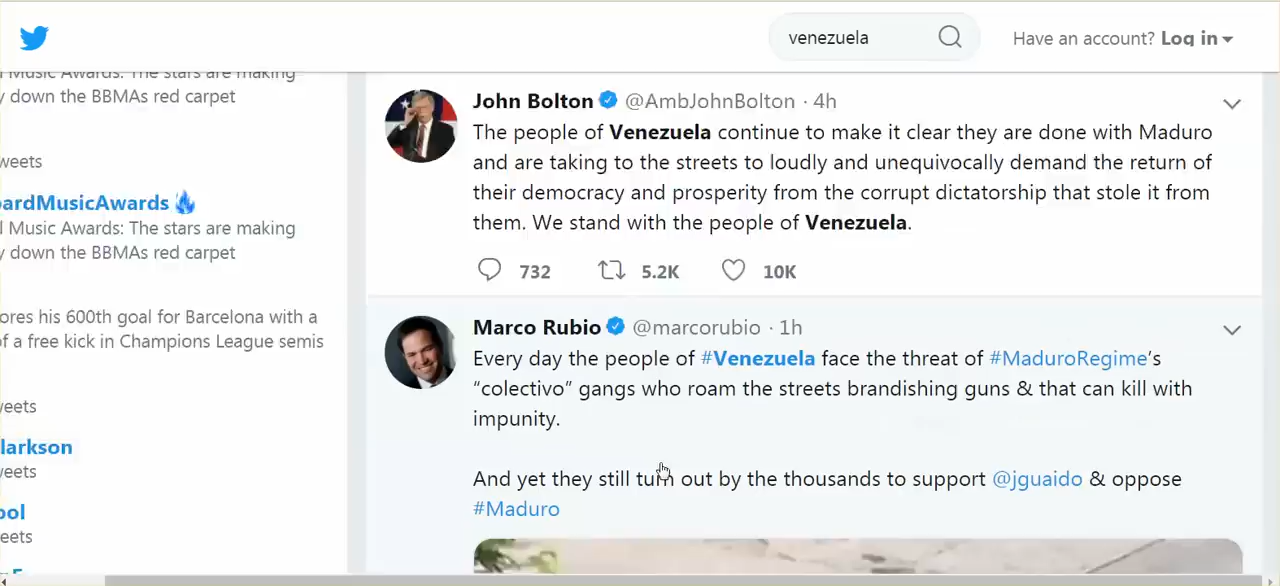 venezuela
Have an account? Log in
Music Awards: The stars are making
y down the BBMAs red carpet
weets
ardMusicAwards
l Music Awards: The stars are making
y down the BBMAs red carpet
ores his 600th goal for Barcelona with a
of a free kick in Champions League semis
weets
larkson
weets
ool
eets
John Bolton @AmbJohnBolton · 4h
The people of Venezuela continue to make it clear they are done with Maduro
and are taking to the streets to loudly and unequivocally demand the return of
their democracy and prosperity from the corrupt dictatorship that stole it from
them. We stand with the people of Venezuela.
732 5.2K 10K
Marco Rubio @marcorubio · 1h
Every day the people of #Venezuela face the threat of #MaduroRegime’s
“colectivo” gangs who roam the streets brandishing guns & that can kill with
impunity.
And yet they still turn out by the thousands to support @jguaido & oppose
#Maduro